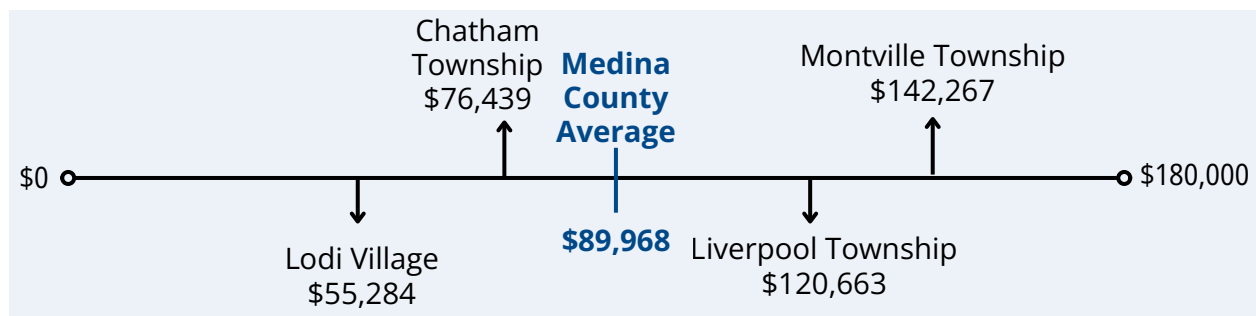 Chatham
Township
$76,439
Medina
County
Average
Montville Township
$142,267
$0
$180,000
Lodi Village
$55,284
$89,968
Liverpool Township
$120,663